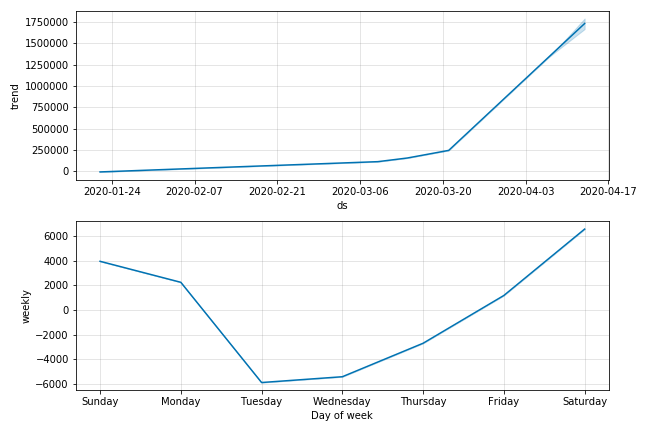 1750000
1500000
1250000
1000000
750000
500000
250000
0
trend
2020-01-24 2020-02-07 2020-02-21 2020-03-06 2020-03-20 2020-04-03 2020-04-17
ds
6000
4000
2000
0
−2000
−4000
−6000
weekly
Sunday Monday Tuesday Wednesday Thursday Friday Saturday
Day of week